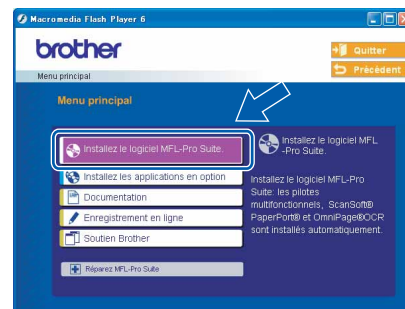 Macromedia Flash Player 6
brother
Quitter
Précédent
Menu principal
Menu principal
Installez le logiciel MFL-Pro Suite.
Installez les applications en option
Documentation
Enregistrement en ligne
Soutien Brother
Réparez MFL-Pro Suite
Installez le logiciel MFL
-Pro Suite.
Installez le logiciel MFL-Pro
Suite: les pilotes
multifonctionnels, ScanSoft®
PaperPort® et OmniPage®OCR
sont installés automatiquement.